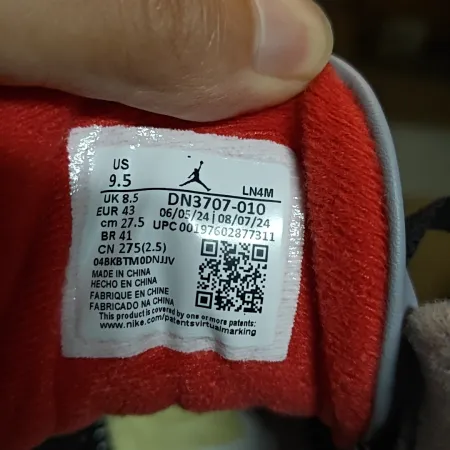 US
9.5
LN4M
UK 8.5
DN3707-010
EUR 43
06/05/24 | 08/07/24
cm 27.5
UPC 00197602877311
BR 41
CN 275(2.5)
04BKBTM0DNJJV
MADE IN CHINA
HECHO EN CHINA
FABRIQUE EN CHINE
FABRICADO NA CHINA
This product is covered by one or more patents:
www.nike.com/patentsvirtualmarking